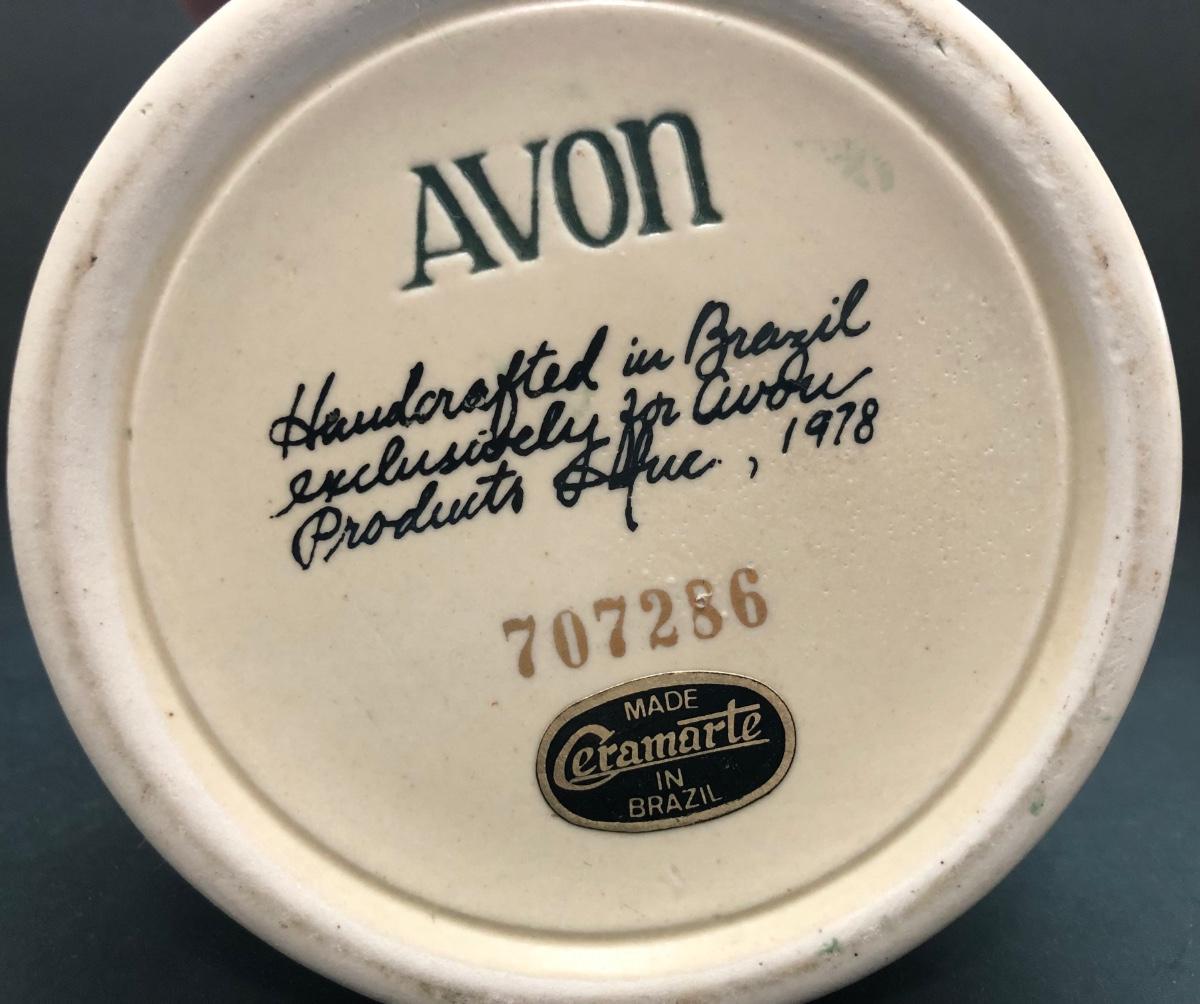 AVON
Handcrafted in Brazil
exclusively for Avon
Products Inc., 1978
707286
MADE
Ceramarte
IN
BRAZIL